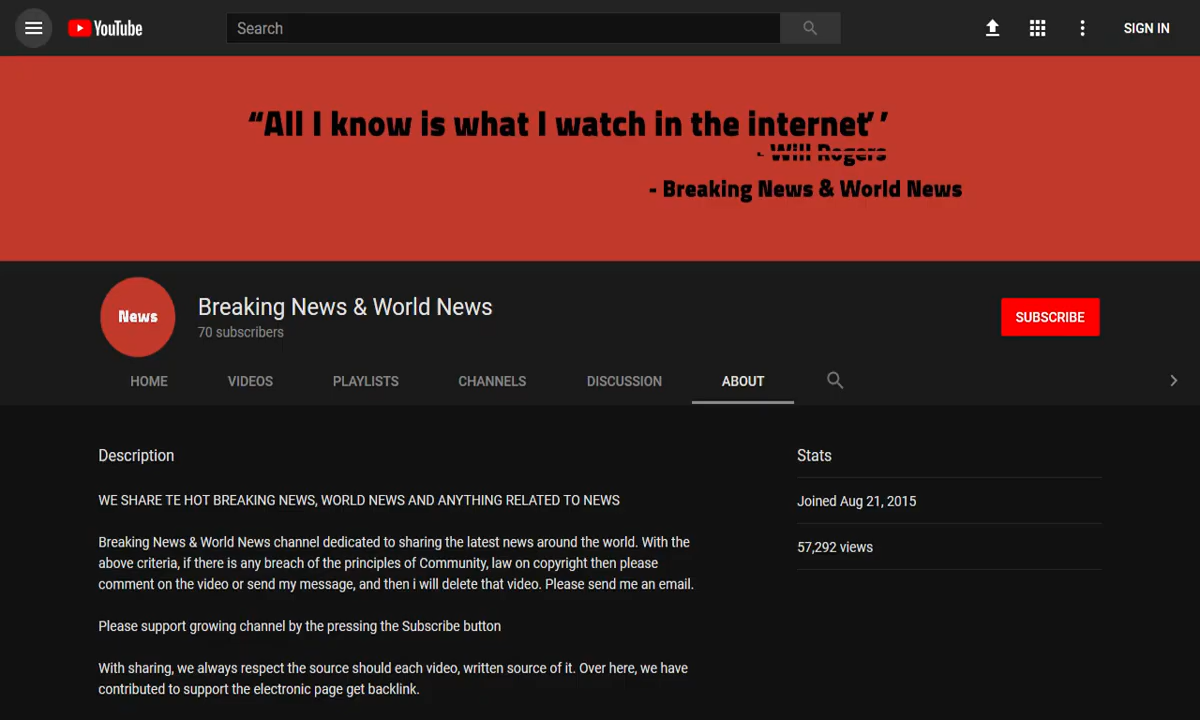 YouTube
Search
SIGN IN
“All I know is what I watch in the internet’’
- Will Rogers
- Breaking News & World News
News
Breaking News & World News
70 subscribers
SUBSCRIBE
HOME VIDEOS PLAYLISTS CHANNELS DISCUSSION ABOUT
Description
WE SHARE TE HOT BREAKING NEWS, WORLD NEWS AND ANYTHING RELATED TO NEWS
Breaking News & World News channel dedicated to sharing the latest news around the world. With the
above criteria, if there is any breach of the principles of Community, law on copyright then please
comment on the video or send my message, and then i will delete that video. Please send me an email.
Please support growing channel by the pressing the Subscribe button
With sharing, we always respect the source should each video, written source of it. Over here, we have
contributed to support the electronic page get backlink.
Stats
Joined Aug 21, 2015
57,292 views